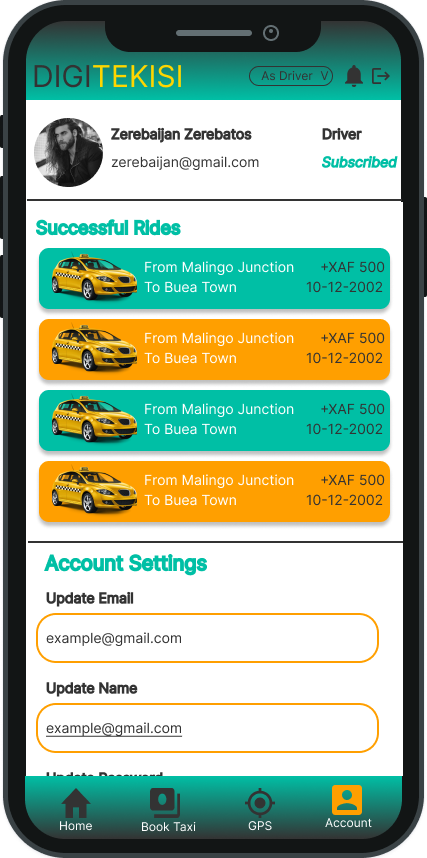 DIGITEKISI As Driver V
Zerebaijan Zerebatos Driver
zerebaijan@gmail.com Subscribed
Successful Rides
From Malingo Junction +XAF 500
To Buea Town 10-12-2002
From Malingo Junction +XAF 500
To Buea Town 10-12-2002
From Malingo Junction +XAF 500
To Buea Town 10-12-2002
From Malingo Junction +XAF 500
To Buea Town 10-12-2002
Account Settings
Update Email
example@gmail.com
Update Name
example@gmail.com
Update Password
Home Book Taxi GPS Account